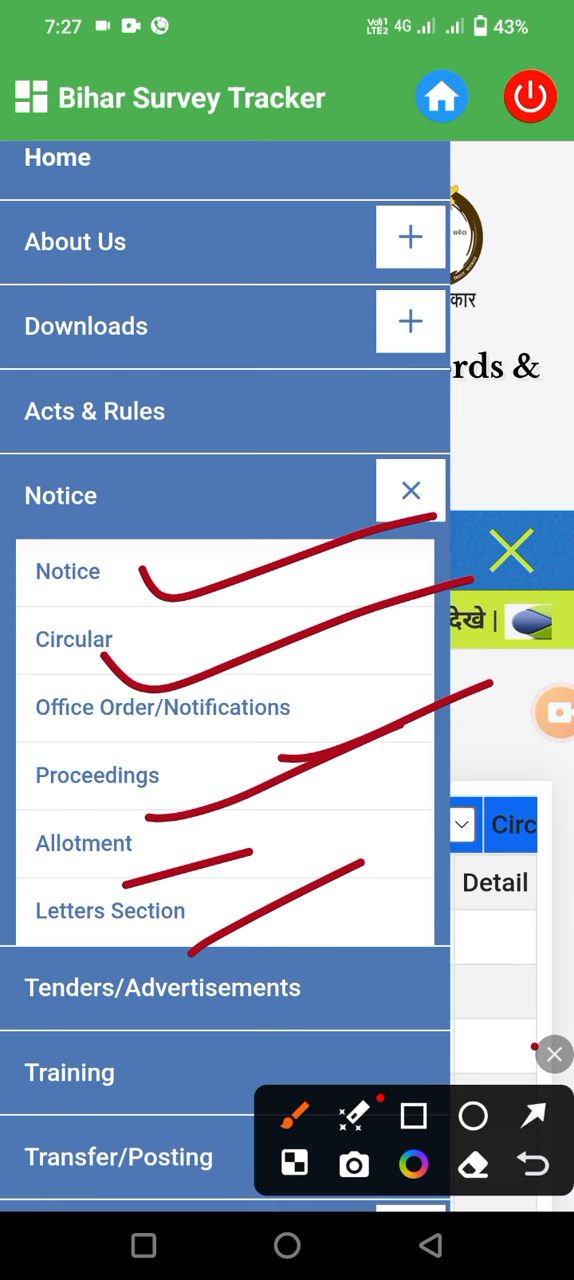 7:27
Vo)) 1 LTE2 4G 43%
Bihar Survey Tracker
Home
About Us
कार
Downloads
rds &
Acts & Rules
Notice
Notice
Circular
देखे |
Office Order/Notifications
Proceedings
Circ
Allotment
Detail
Letters Section
Tenders/Advertisements
Training
Transfer/Posting